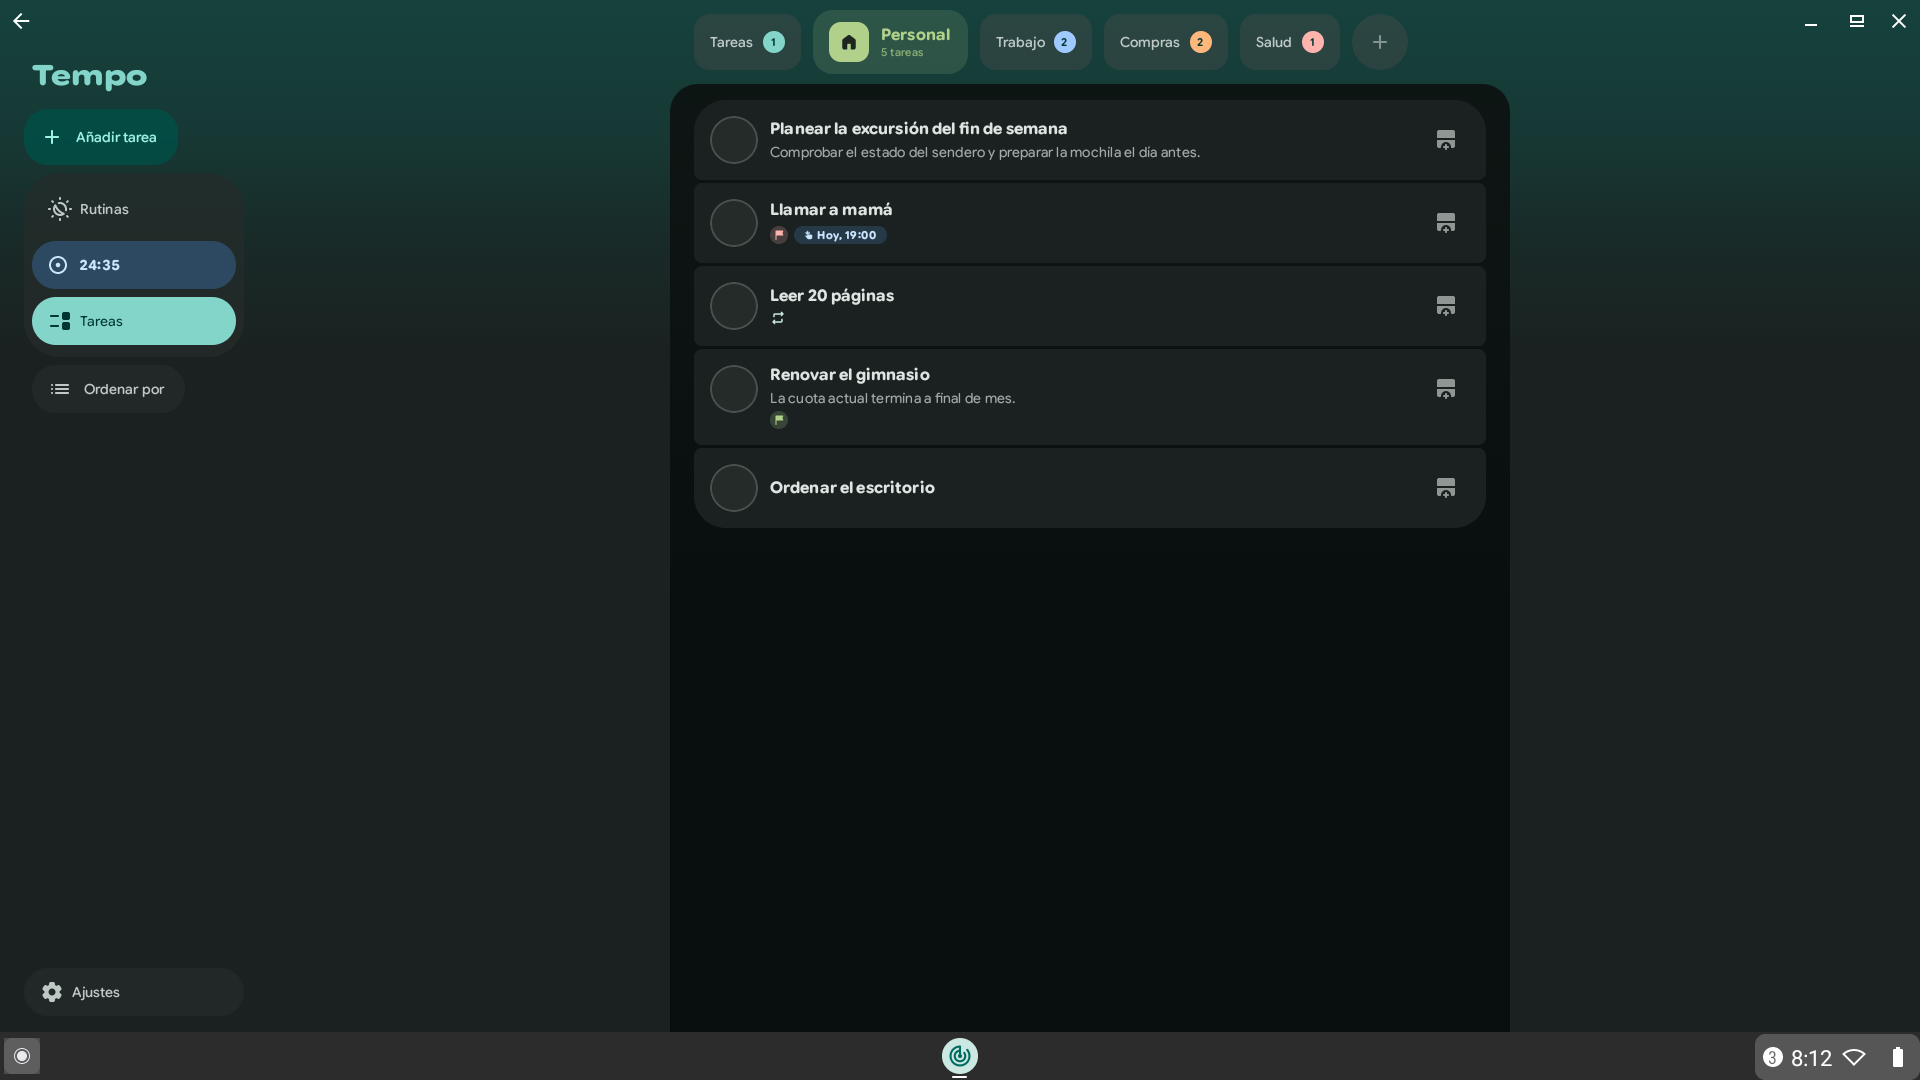 Tareas 1
Personal
5 tareas
Trabajo 2
Compras 2
Salud 1
Tempo
Añadir tarea
Rutinas
24:35
Tareas
Ordenar por
Planear la excursión del fin de semana
Comprobar el estado del sendero y preparar la mochila el día antes.
Llamar a mamá
Hoy, 19:00
Leer 20 páginas
Renovar el gimnasio
La cuota actual termina a final de mes.
Ordenar el escritorio
Ajustes
3 8:12